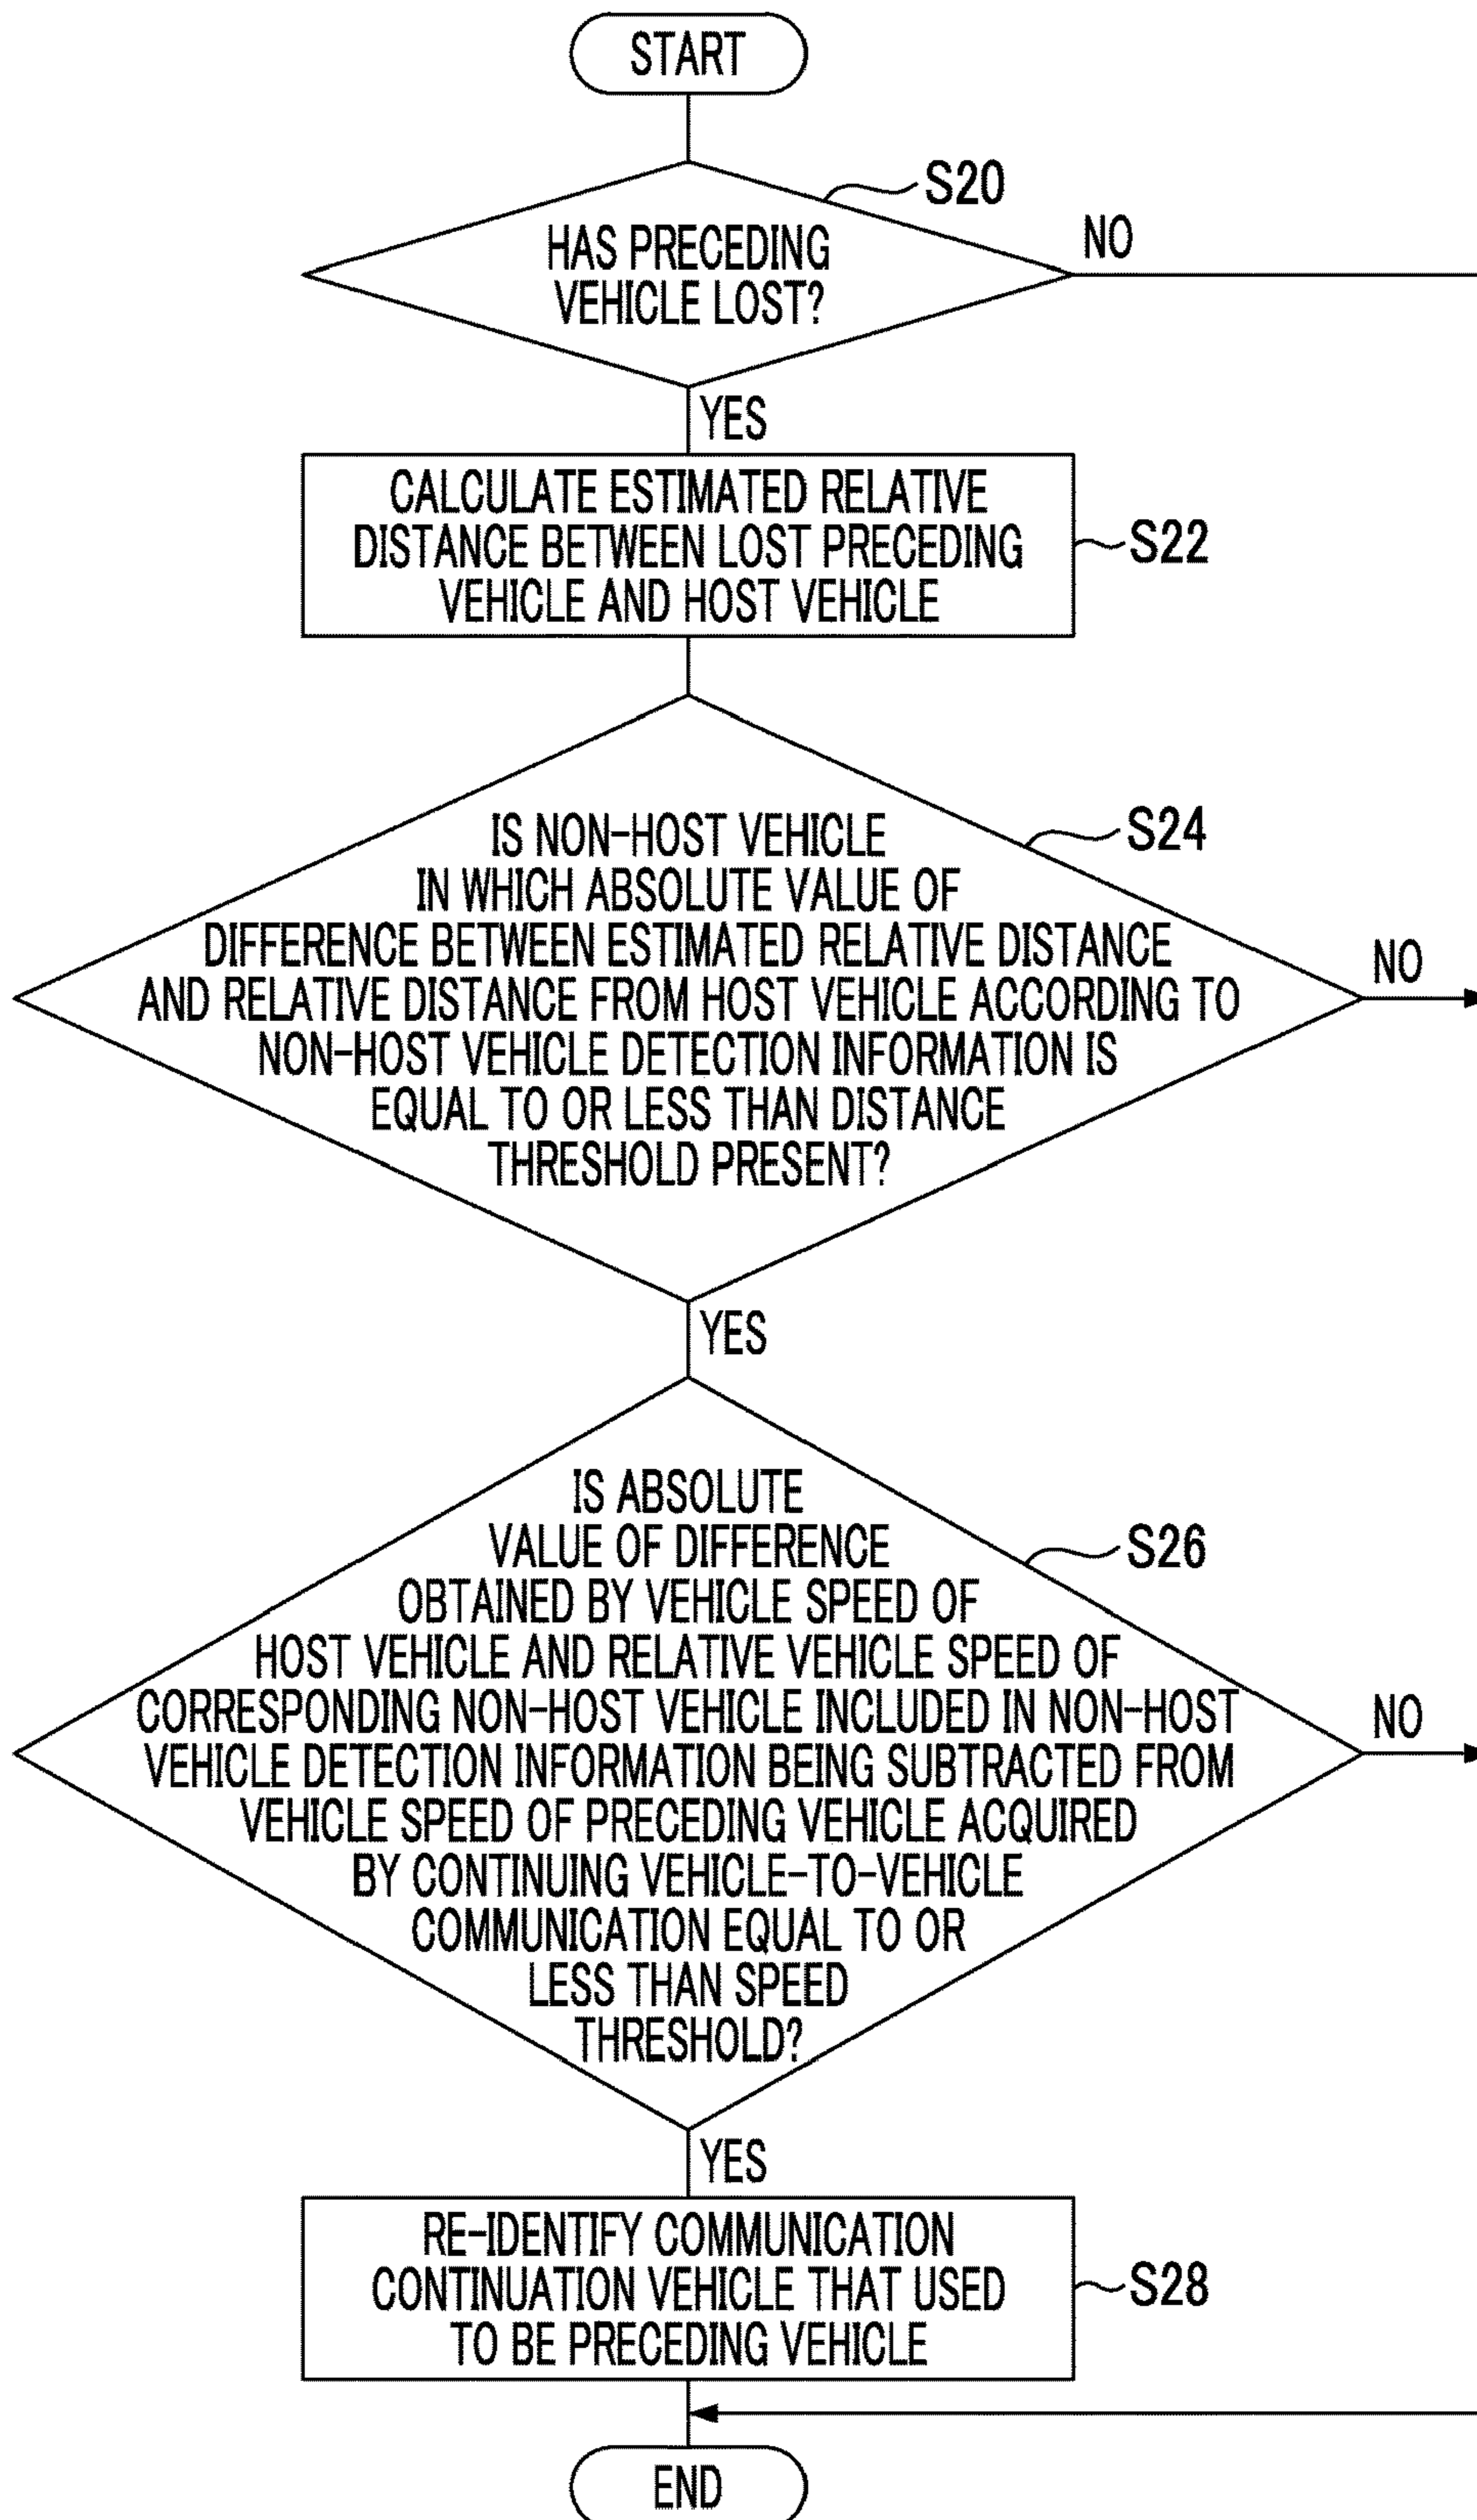 START
S20
HAS PRECEDING
VEHICLE LOST?
NO
YES
CALCULATE ESTIMATED RELATIVE
DISTANCE BETWEEN LOST PRECEDING
VEHICLE AND HOST VEHICLE
S22
IS NON-HOST VEHICLE
IN WHICH ABSOLUTE VALUE OF
DIFFERENCE BETWEEN ESTIMATED RELATIVE DISTANCE
AND RELATIVE DISTANCE FROM HOST VEHICLE ACCORDING TO
NON-HOST VEHICLE DETECTION INFORMATION IS
EQUAL TO OR LESS THAN DISTANCE
THRESHOLD PRESENT?
S24
NO
YES
IS ABSOLUTE
VALUE OF DIFFERENCE
OBTAINED BY VEHICLE SPEED OF
HOST VEHICLE AND RELATIVE VEHICLE SPEED OF
CORRESPONDING NON-HOST VEHICLE INCLUDED IN NON-HOST
VEHICLE DETECTION INFORMATION BEING SUBTRACTED FROM
VEHICLE SPEED OF PRECEDING VEHICLE ACQUIRED
BY CONTINUING VEHICLE-TO-VEHICLE
COMMUNICATION EQUAL TO OR
LESS THAN SPEED
THRESHOLD?
S26
NO
YES
RE-IDENTIFY COMMUNICATION
CONTINUATION VEHICLE THAT USED
TO BE PRECEDING VEHICLE
S28
END